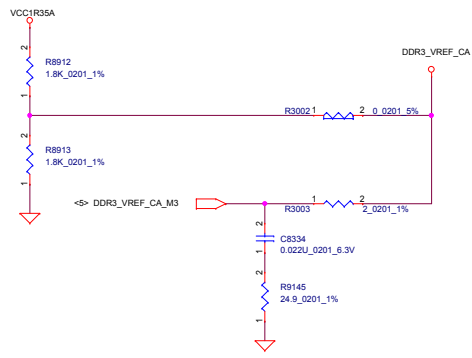 VCC1R35A
2
R8912
1.8K_0201_1%
1
DDR3_VREF_CA
R3002 1
2
0_0201_5%
2
R8913
1.8K_0201_1%
1
<5> DDR3_VREF_CA_M3
R3003
1
2
2_0201_1%
2
C8334
0.022U_0201_6.3V
1
2
R9145
24.9_0201_1%
1